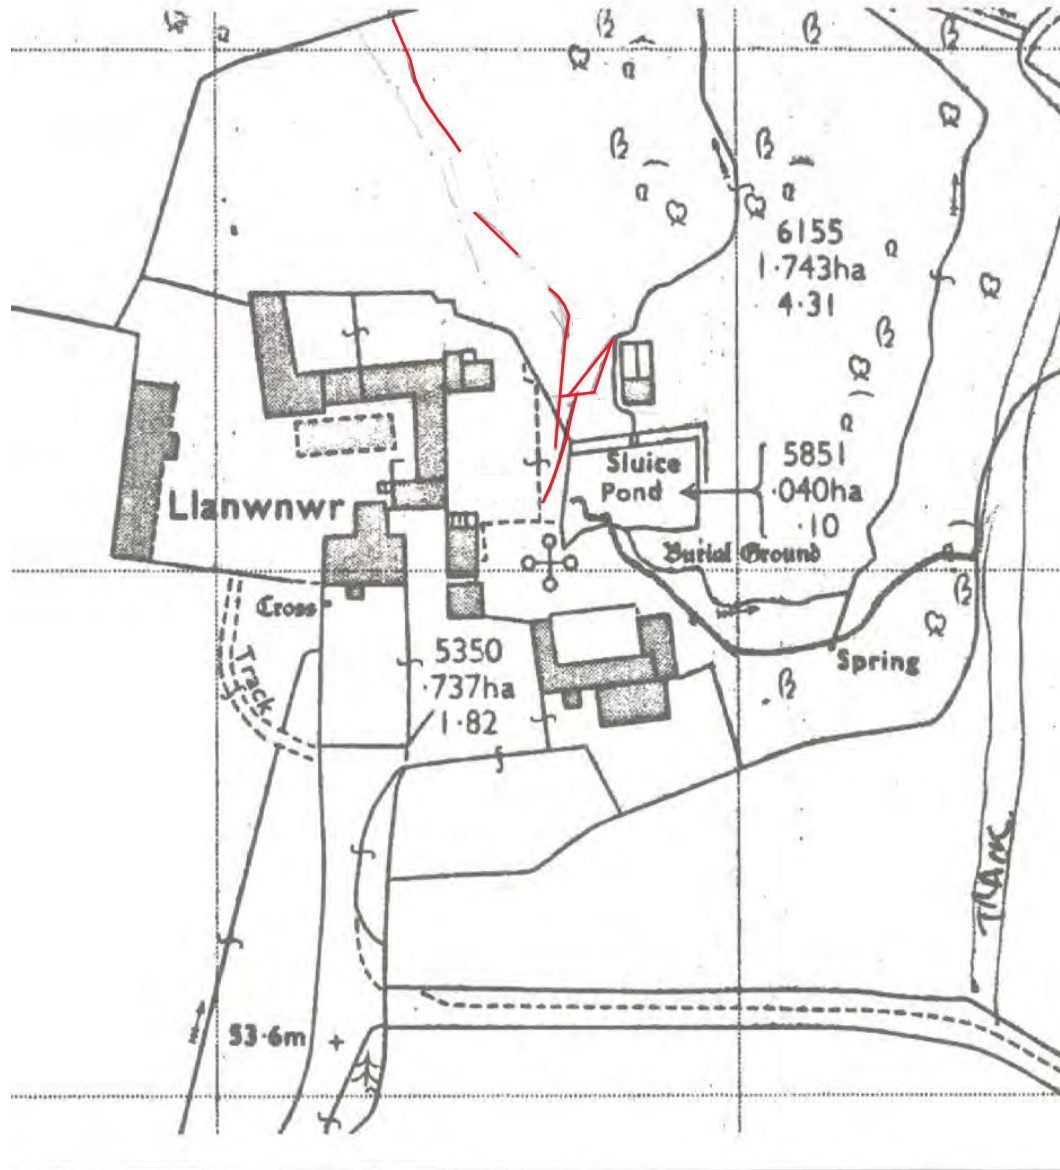 6155
1·743ha
4·31
Sluice
Pond
5851
·040ha
·10
Llanwnwr
Burial Ground
Cross
Track
5350
·737ha
1·82
Spring
TRACK
53·6m